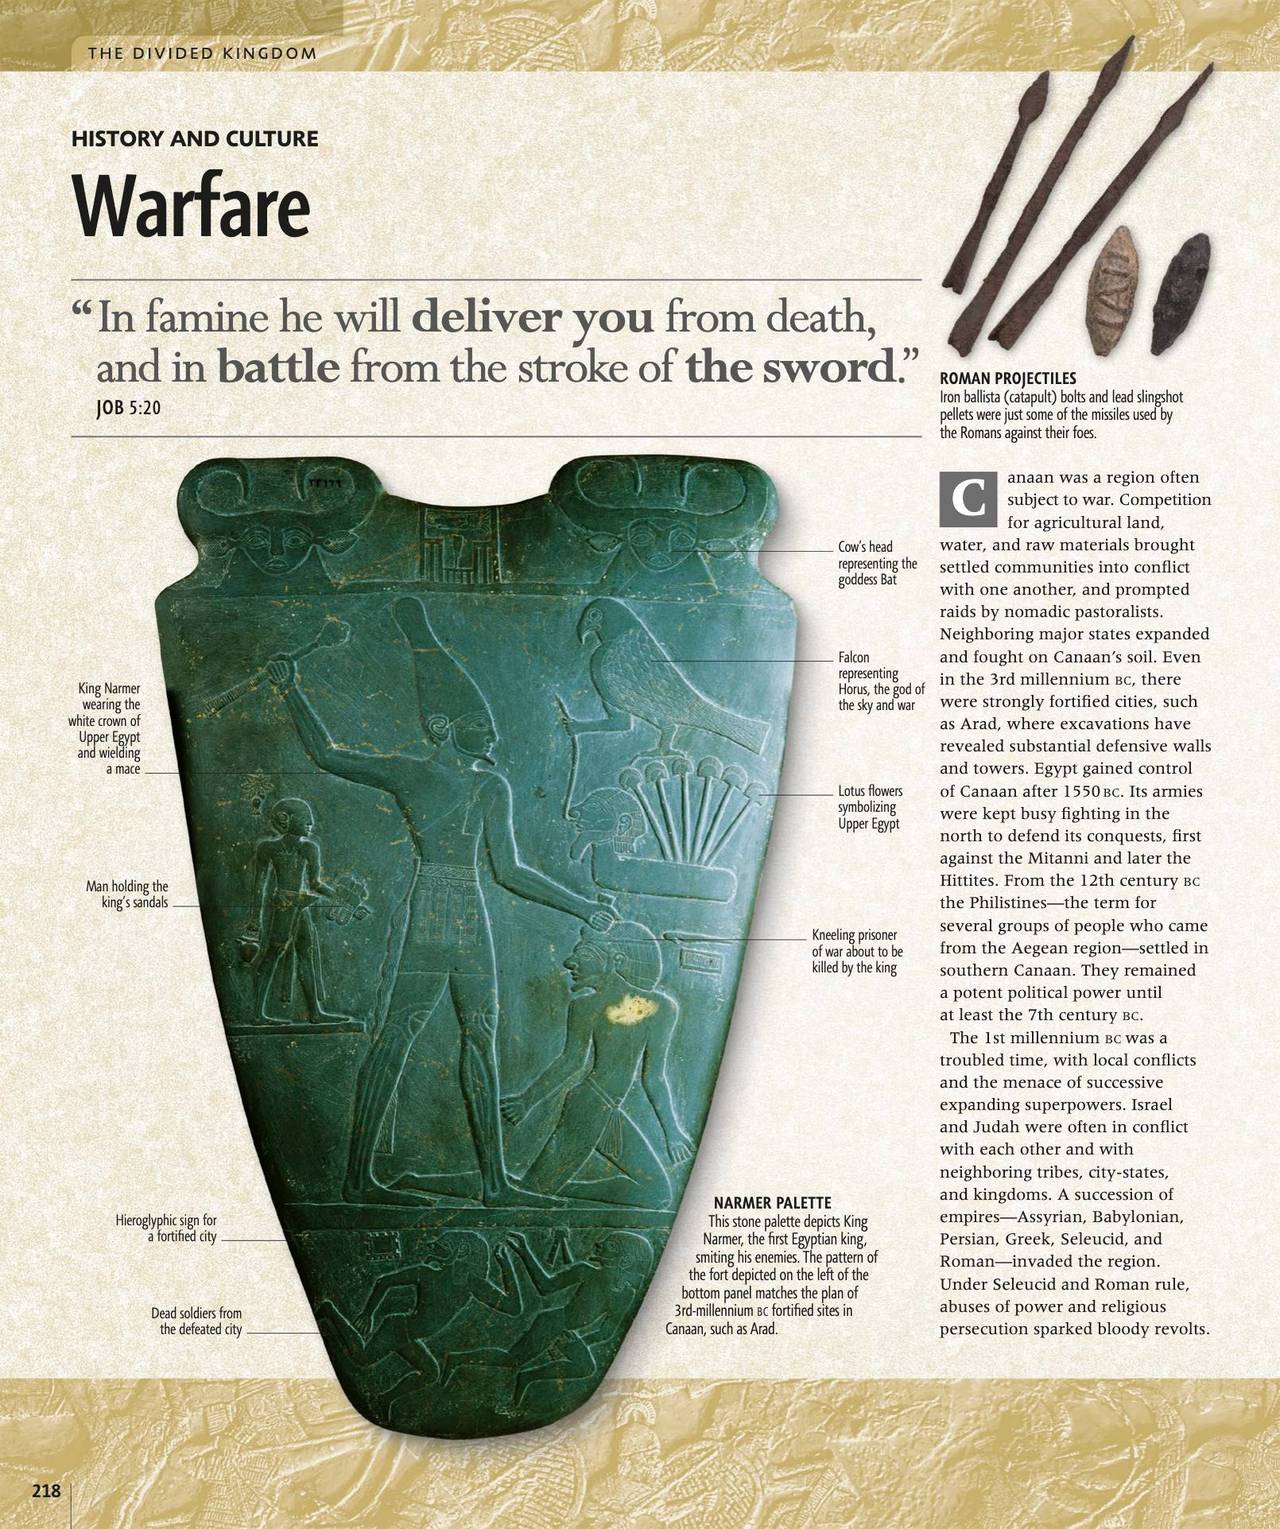 THE DIVIDED KINGDOM
HISTORY AND CULTURE
Warfare
“In famine he will deliver you from death,
and in battle from the stroke of the sword.”
JOB 5:20
ROMAN PROJECTILES
Iron ballista (catapult) bolts and lead slingshot
pellets were just some of the missiles used by
the Romans against their foes.
King Narmer
wearing the
white crown of
Upper Egypt
and wielding
a mace
Man holding the
king’s sandals
Hieroglyphic sign for
a fortified city
Dead soldiers from
the defeated city
Cow’s head
representing the
goddess Bat
Falcon
representing
Horus, the god of
the sky and war
Lotus flowers
symbolizing
Upper Egypt
Kneeling prisoner
of war about to be
killed by the king
NARMER PALETTE
This stone palette depicts King
Narmer, the first Egyptian king,
smiting his enemies. The pattern of
the fort depicted on the left of the
bottom panel matches the plan of
3rd-millennium BC fortified sites in
Canaan, such as Arad.
Canaan was a region often
subject to war. Competition
for agricultural land,
water, and raw materials brought
settled communities into conflict
with one another, and prompted
raids by nomadic pastoralists.
Neighboring major states expanded
and fought on Canaan’s soil. Even
in the 3rd millennium BC, there
were strongly fortified cities, such
as Arad, where excavations have
revealed substantial defensive walls
and towers. Egypt gained control
of Canaan after 1550 BC. Its armies
were kept busy fighting in the
north to defend its conquests, first
against the Mitanni and later the
Hittites. From the 12th century BC
the Philistines—the term for
several groups of people who came
from the Aegean region—settled in
southern Canaan. They remained
a potent political power until
at least the 7th century BC.
The 1st millennium BC was a
troubled time, with local conflicts
and the menace of successive
expanding superpowers. Israel
and Judah were often in conflict
with each other and with
neighboring tribes, city-states,
and kingdoms. A succession of
empires—Assyrian, Babylonian,
Persian, Greek, Seleucid, and
Roman—invaded the region.
Under Seleucid and Roman rule,
abuses of power and religious
persecution sparked bloody revolts.
218